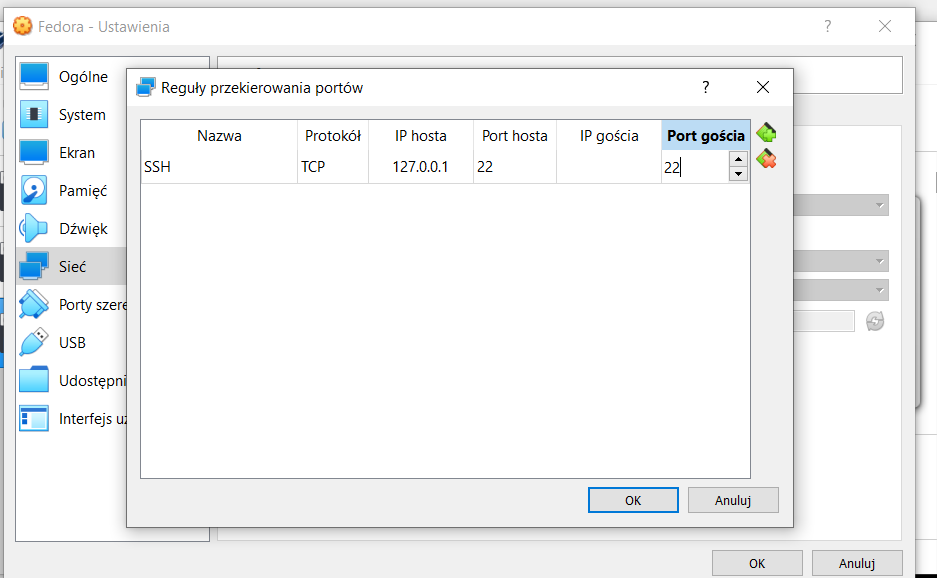 Fedora - Ustawienia
?
Ogólne
System
Ekran
Pamięć
Dźwięk
Sieć
Porty szere
USB
Udostępni
Interfejs uż
Reguły przekierowania portów
?
Nazwa Protokół IP hosta Port hosta IP gościa Port gościa
SSH TCP 127.0.0.1 22 22
OK Anuluj
OK Anuluj